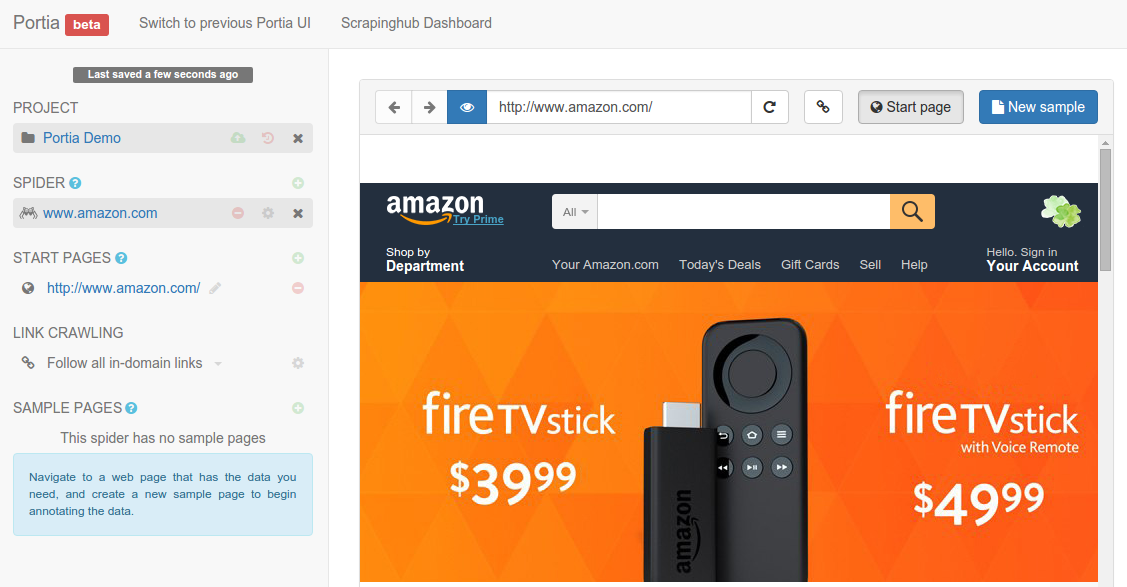 Portia beta Switch to previous Portia UI Scrapinghub Dashboard
Last saved a few seconds ago
PROJECT
Portia Demo
SPIDER
www.amazon.com
START PAGES
http://www.amazon.com/
LINK CRAWLING
Follow all in-domain links
SAMPLE PAGES
This spider has no sample pages
Navigate to a web page that has the data you
need, and create a new sample page to begin
annotating the data.
http://www.amazon.com/ Start page New sample
amazon
Try Prime
All
Shop by
Department
Your Amazon.com Today's Deals Gift Cards Sell Help
Hello. Sign in
Your Account
fireTVstick
$39.99
fireTVstick
with Voice Remote
$49.99
amazon